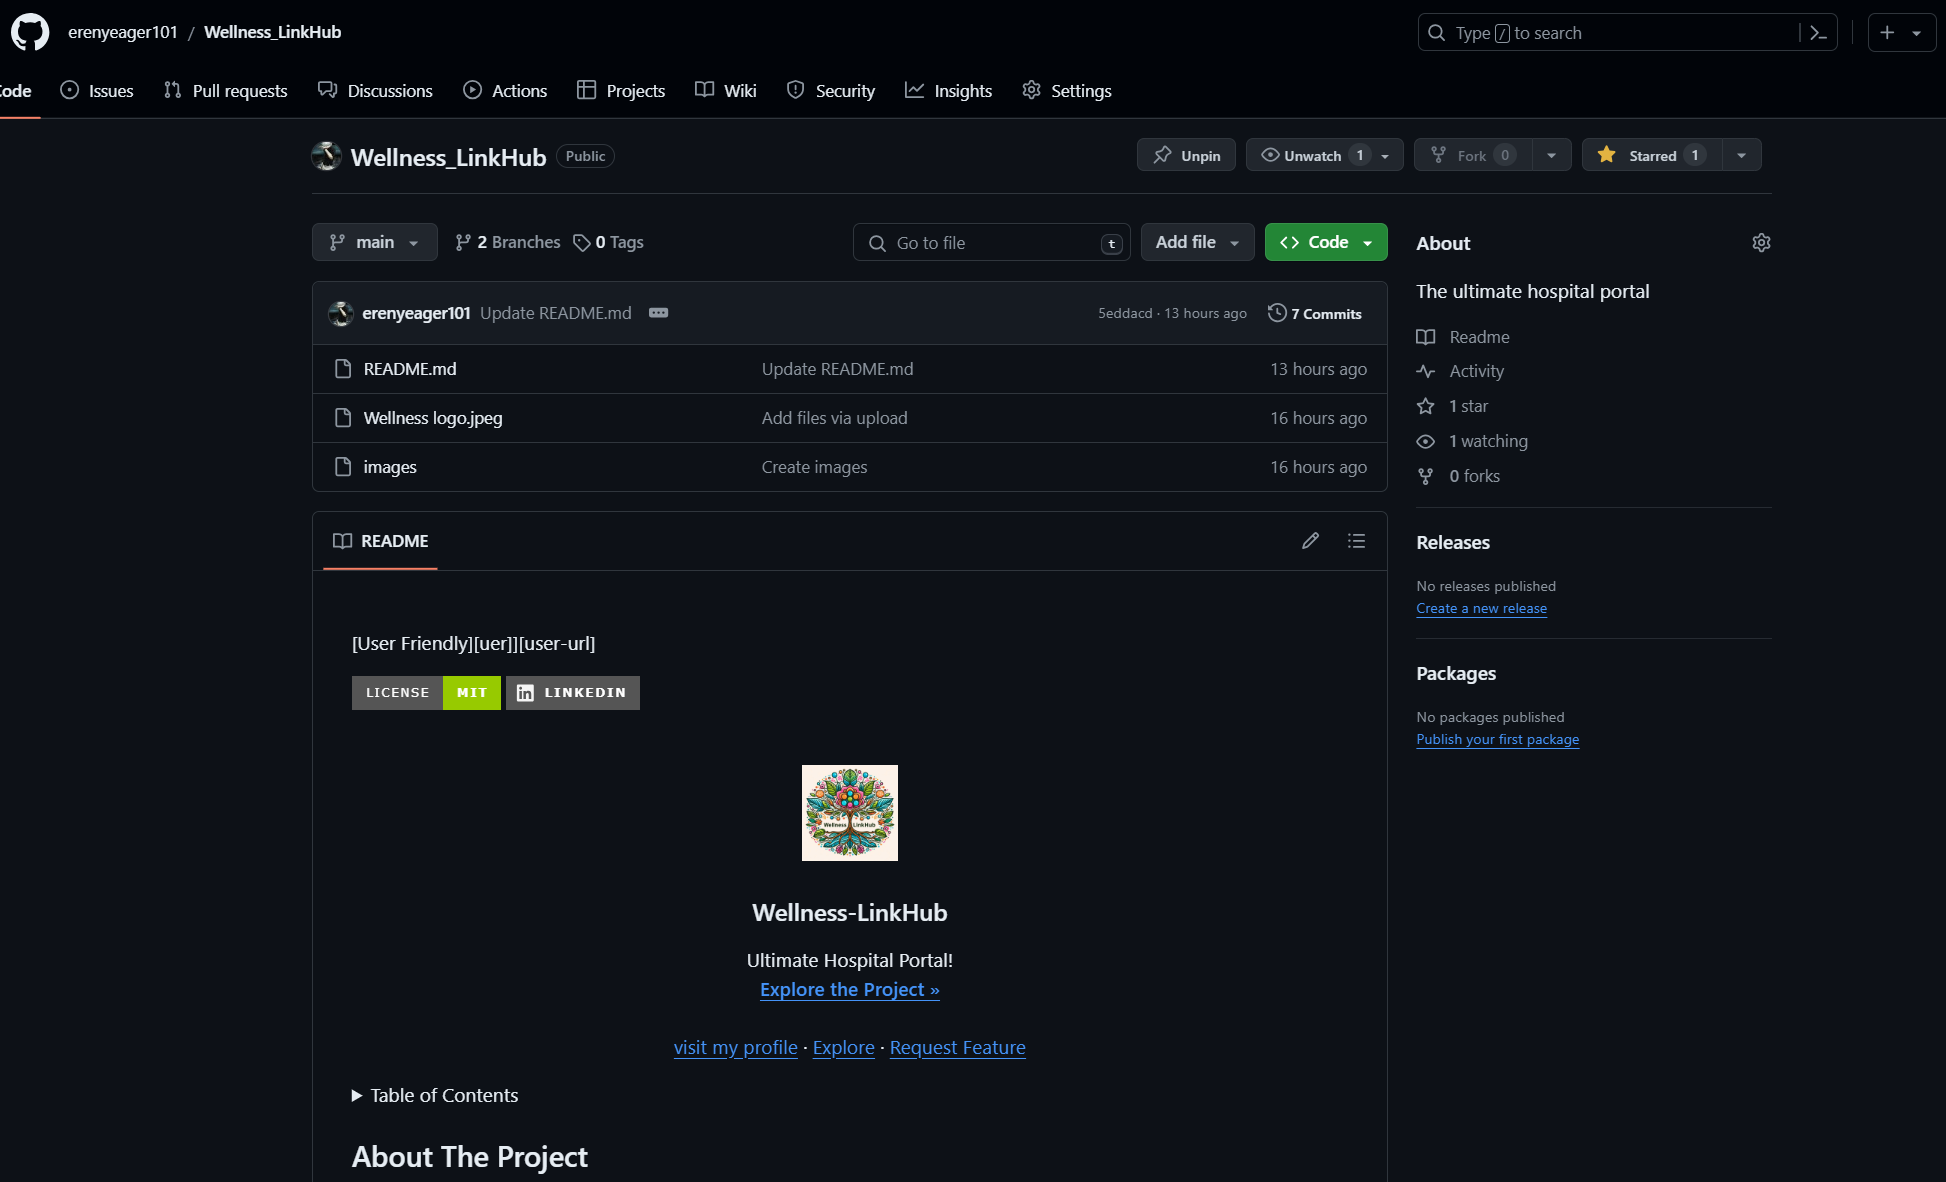 erenyeager101 / Wellness_LinkHub
Type / to search
ode Issues Pull requests Discussions Actions Projects Wiki Security Insights Settings
Wellness_LinkHub Public
Unpin Unwatch 1 Fork 0 Starred 1
main 2 Branches 0 Tags
Go to file t Add file Code
erenyeager101 Update README.md 5eddacd · 13 hours ago 7 Commits
README.md Update README.md 13 hours ago
Wellness logo.jpeg Add files via upload 16 hours ago
images Create images 16 hours ago
README
[User Friendly][uer]][user-url]
LICENSE MIT LINKEDIN
Wellness LinkHub
Wellness-LinkHub
Ultimate Hospital Portal!
Explore the Project »
visit my profile · Explore · Request Feature
Table of Contents
About The Project
About
The ultimate hospital portal
Readme
Activity
1 star
1 watching
0 forks
Releases
No releases published
Create a new release
Packages
No packages published
Publish your first package